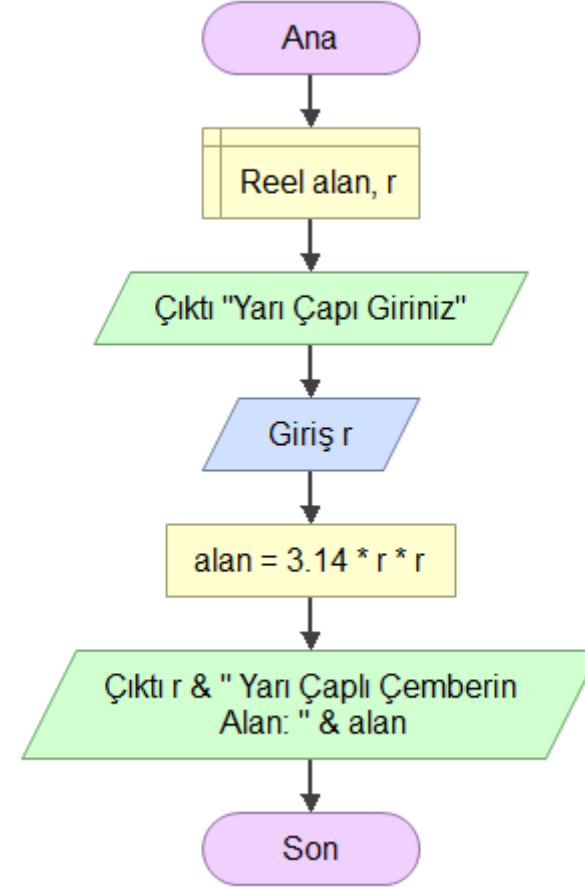 Ana
Reel alan, r
Çıktı "Yarı Çapı Giriniz"
Giriş r
alan = 3.14 * r * r
Çıktı r & " Yarı Çaplı Çemberin
Alan: " & alan
Son